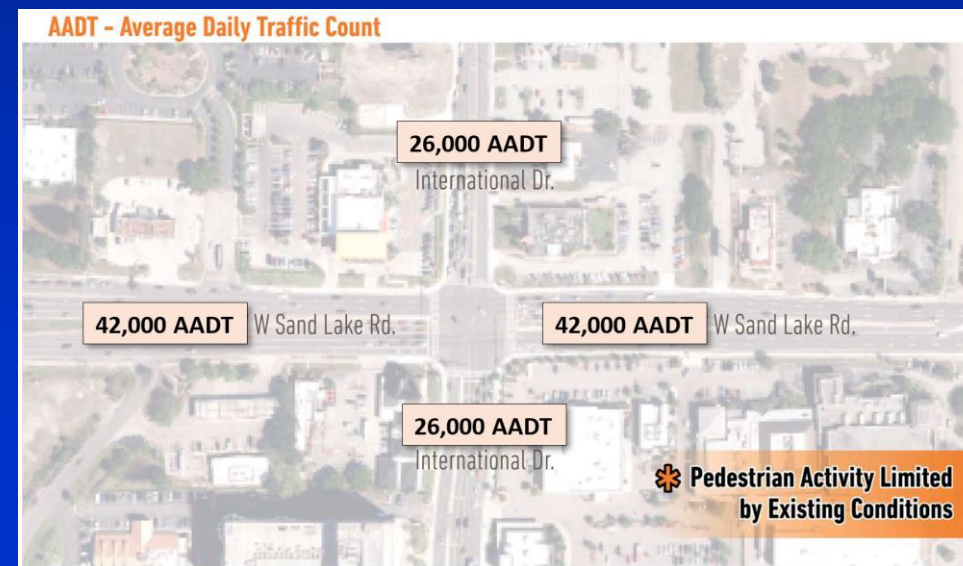 AADT - Average Daily Traffic Count
26,000 AADT
International Dr.
42,000 AADT W Sand Lake Rd.
42,000 AADT W Sand Lake Rd.
26,000 AADT
International Dr.
Pedestrian Activity Limited
by Existing Conditions